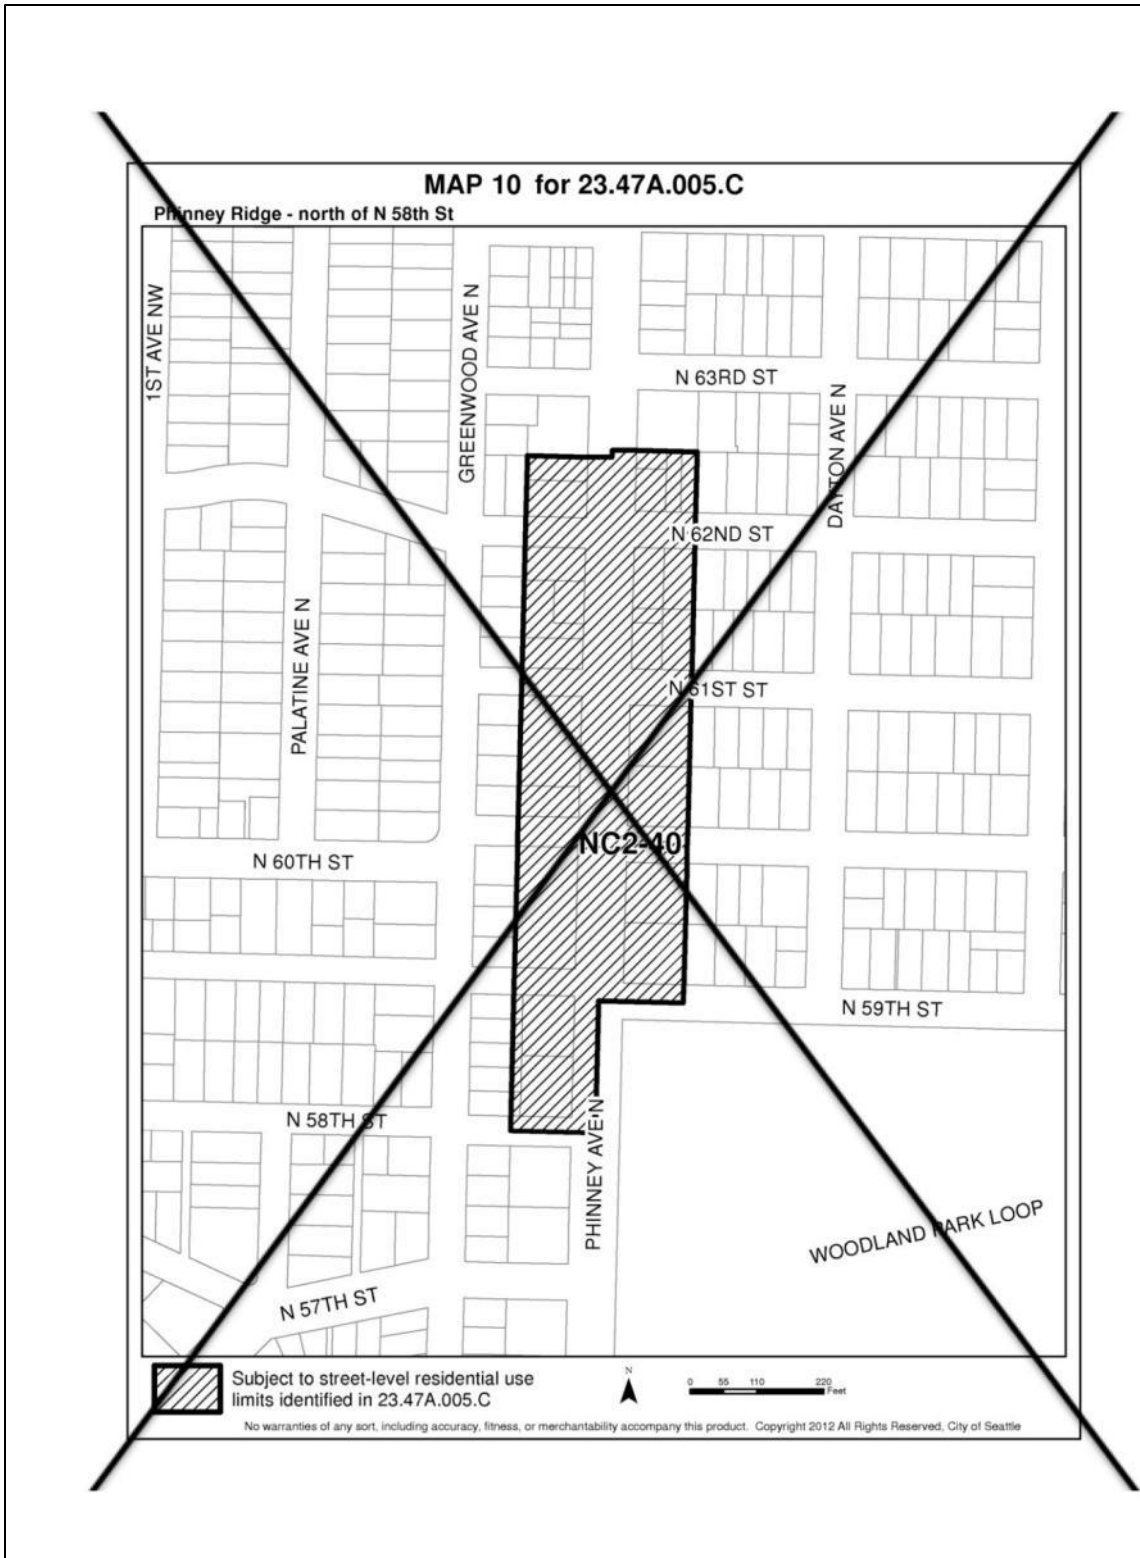 MAP 10 for 23.47A.005.C
Phinney Ridge - north of N 58th St
1ST AVE NW
GREENWOOD AVE N
N 63RD ST
DAYTON AVE N
N 62ND ST
PALATINE AVE N
N 61ST ST
NC2-40
N 60TH ST
N 59TH ST
N 58TH ST
PHINNEY AVE N
WOODLAND PARK LOOP
N 57TH ST
Subject to street-level residential use
limits identified in 23.47A.005.C
N
0 55 110 220
Feet
No warranties of any sort, including accuracy, fitness, or merchantability accompany this product. Copyright 2012 All Rights Reserved, City of Seattle